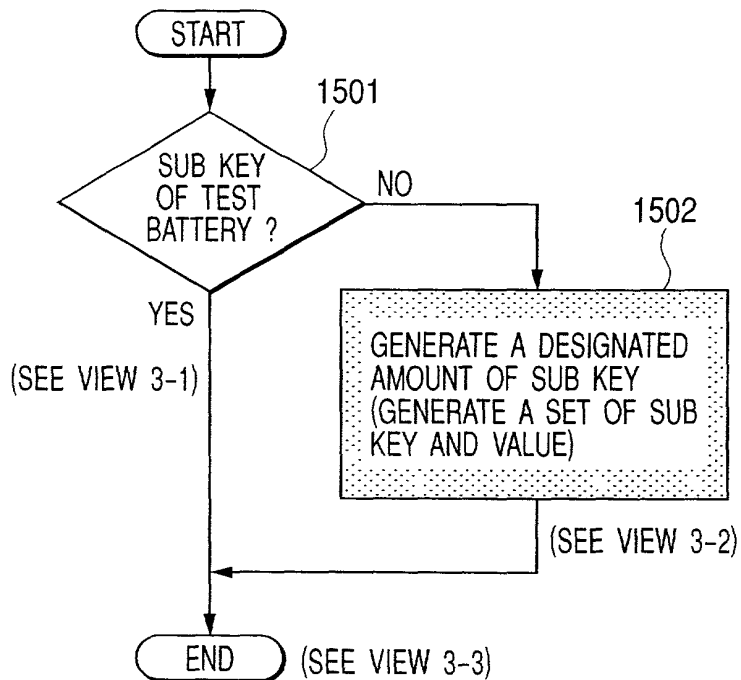 START
1501
SUB KEY
OF TEST
BATTERY ?
NO
1502
YES
GENERATE A DESIGNATED
AMOUNT OF SUB KEY
(GENERATE A SET OF SUB
KEY AND VALUE)
(SEE VIEW 3-1)
(SEE VIEW 3-2)
END
(SEE VIEW 3-3)